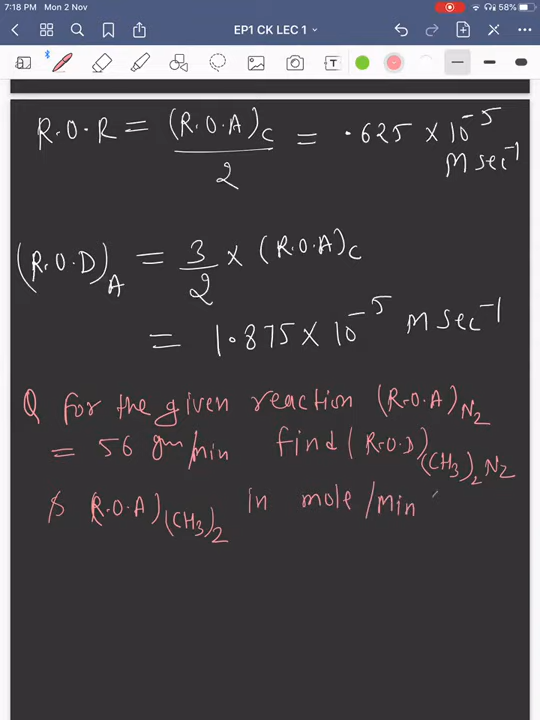 7:18 PM Mon 2 Nov 58%
EP1 CK LEC 1
R.O.R = (R.O.A)C / 2 = .625 × 10⁻⁵ M sec⁻¹
(R.O.D)A = 3/2 × (R.O.A)C
= 1.875 × 10⁻⁵ M sec⁻¹
Q for the given reaction (R.O.A)N₂
= 56 gm/min find (R.O.D)(CH₃)₂N₂
& (R.O.A)(CH₃)₂ in mole/min